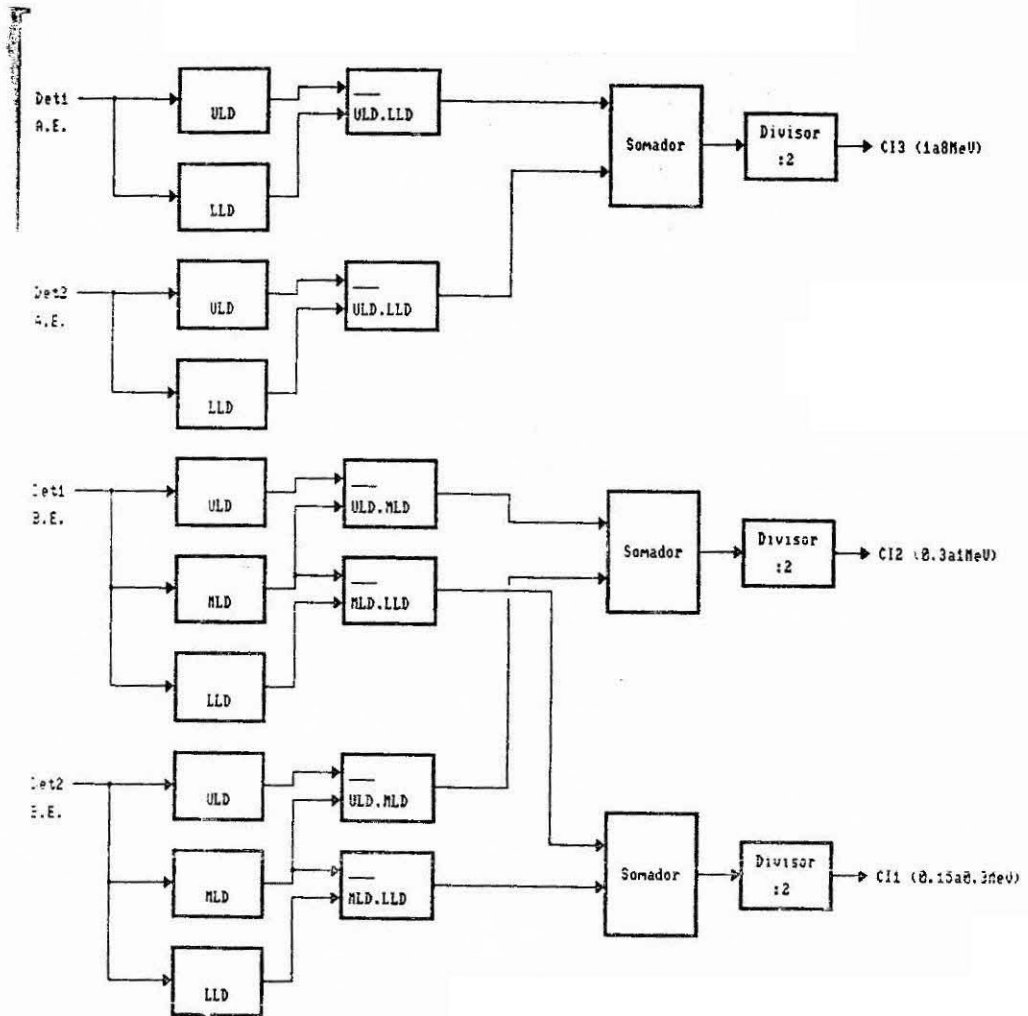 Det1
A.E.
ULD
LLD
ULD.LLD
Somador
Divisor
:2
CI3 (1a8MeV)
Det2
A.E.
ULD
LLD
ULD.LLD
Det1
B.E.
ULD
MLD
LLD
ULD.MLD
MLD.LLD
Somador
Divisor
:2
CI2 (0.3a1MeV)
Det2
B.E.
ULD
MLD
LLD
ULD.MLD
MLD.LLD
Somador
Divisor
:2
CI1 (0.15a0.3MeV)